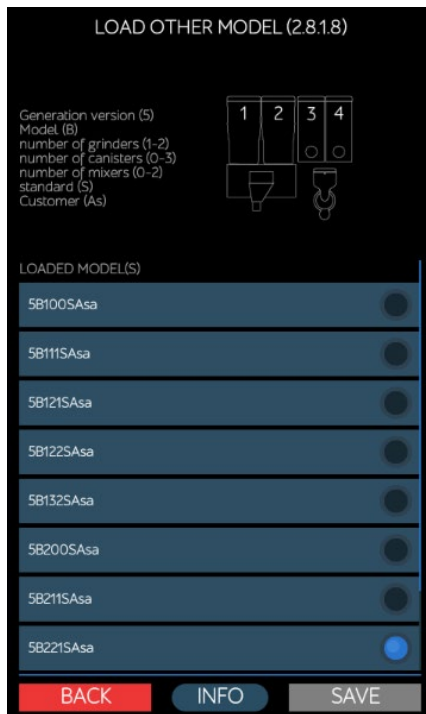 LOAD OTHER MODEL (2.8.1.8)
1 2 3 4
Generation version (5)
Model (B)
number of grinders (1-2)
number of canisters (0-3)
number of mixers (0-2)
standard (S)
Customer (As)
LOADED MODEL(S)
5B100SAsa
5B111SAsa
5B121SAsa
5B122SAsa
5B132SAsa
5B200SAsa
5B211SAsa
5B221SAsa
BACK INFO SAVE